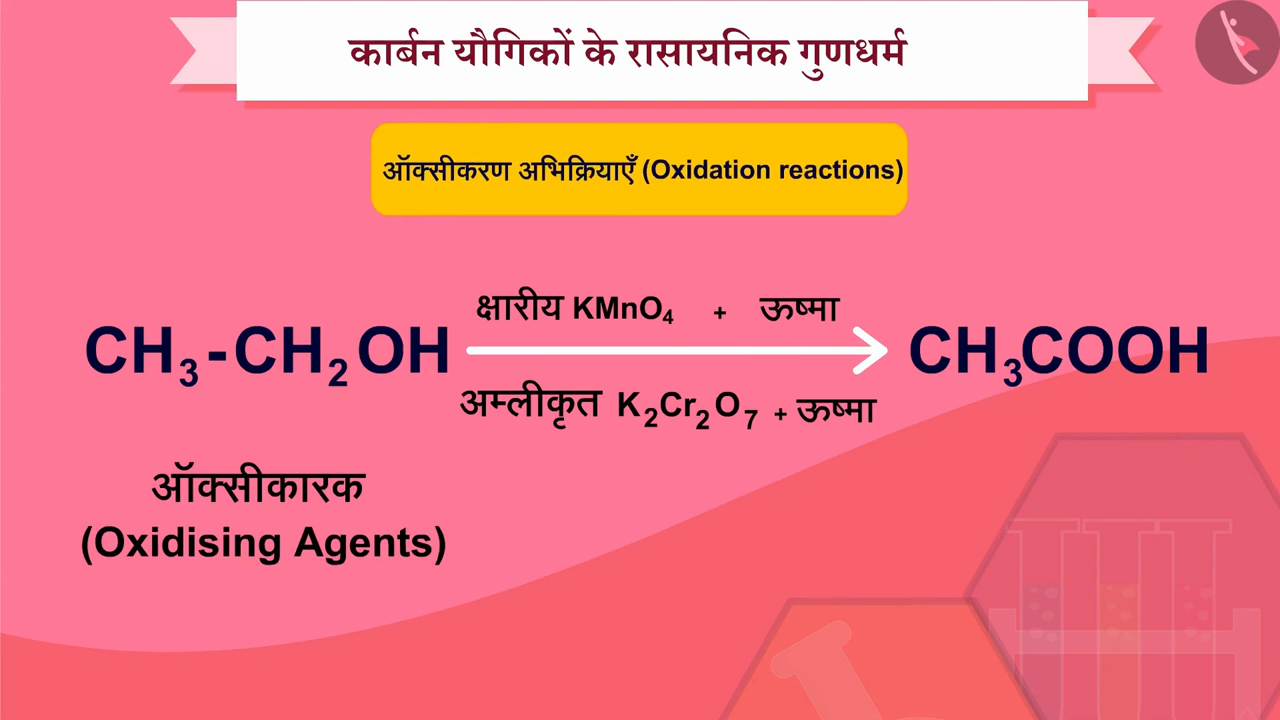 कार्बन यौगिकों के रासायनिक गुणधर्म
ऑक्सीकरण अभिक्रियाएँ (Oxidation reactions)
क्षारीय KMnO₄ + ऊष्मा
CH₃-CH₂OH CH₃COOH
अम्लीकृत K₂Cr₂O₇ + ऊष्मा
ऑक्सीकारक
(Oxidising Agents)